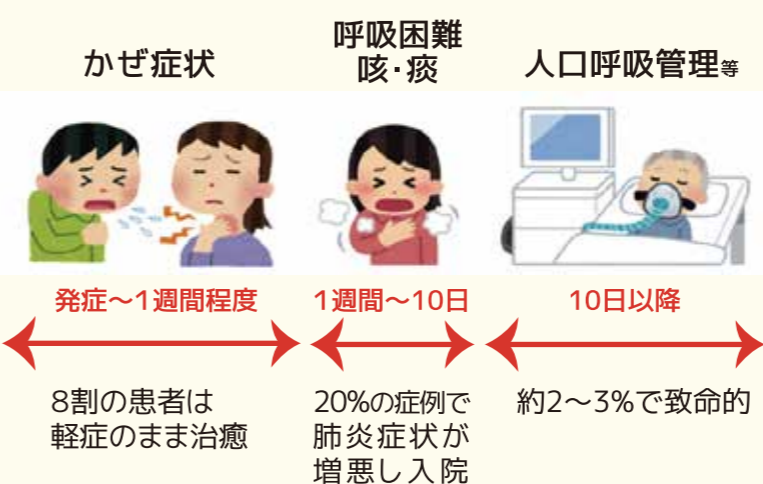 かぜ症状
呼吸困難
咳・痰
人口呼吸管理等
発症～1週間程度
1週間～10日
10日以降
8割の患者は
軽症のまま治癒
20%の症例で
肺炎症状が
増悪し入院
約2～3%で致命的